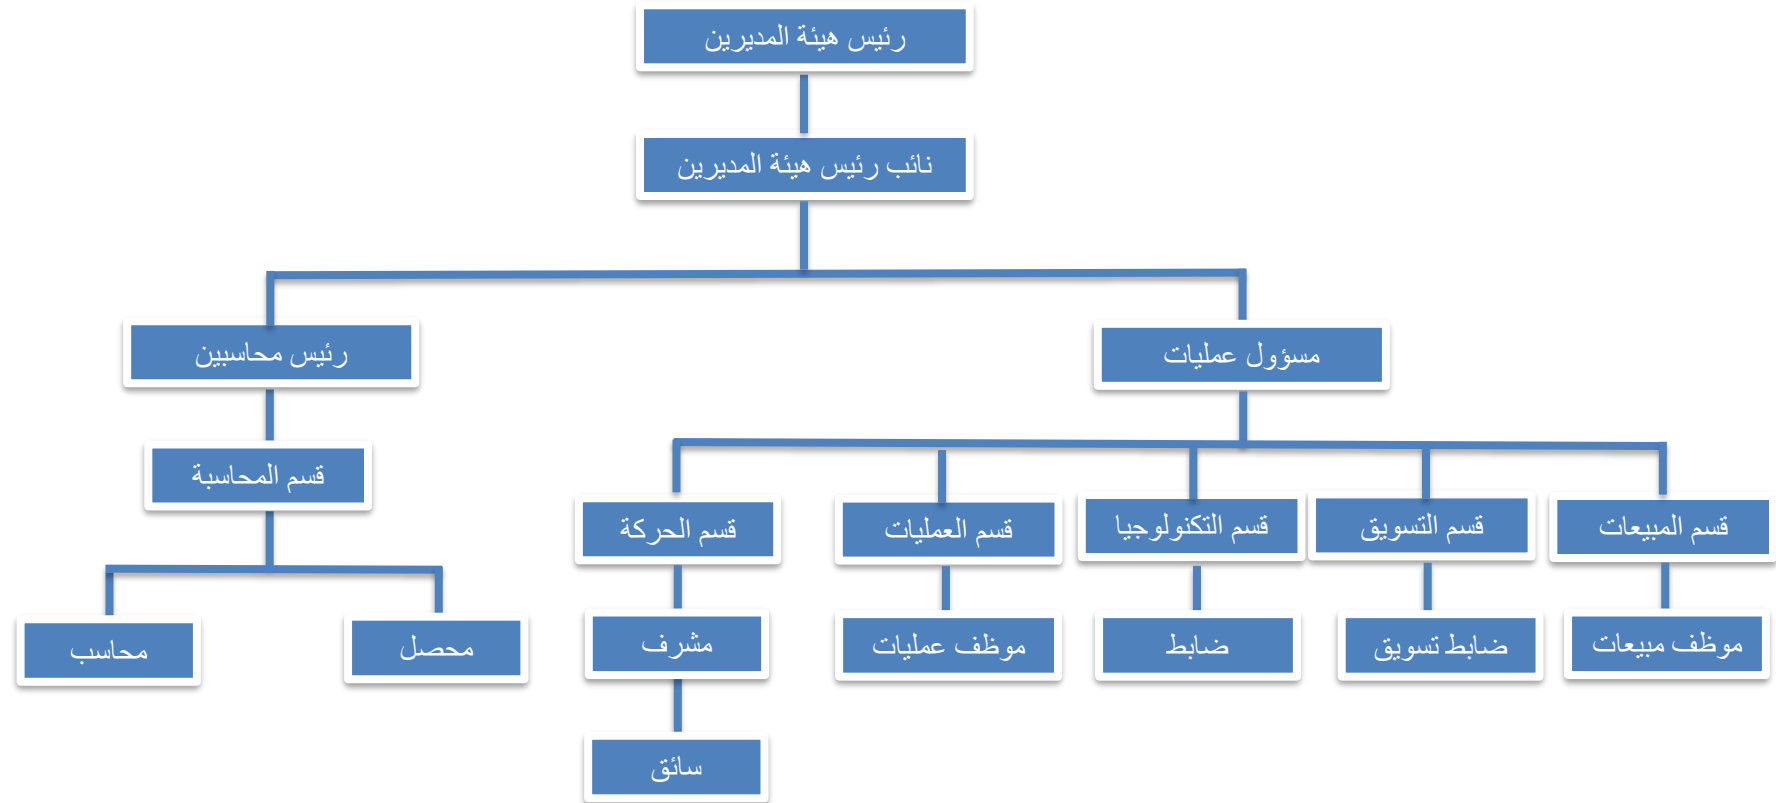 رئيس هيئة المديرين
نائب رئيس هيئة المديرين
مسؤول عمليات
رئيس محاسبين
قسم المحاسبة
قسم المبيعات
قسم التسويق
قسم التكنولوجيا
قسم العمليات
قسم الحركة
موظف مبيعات
ضابط تسويق
ضابط
موظف عمليات
مشرف
محصل
محاسب
سائق